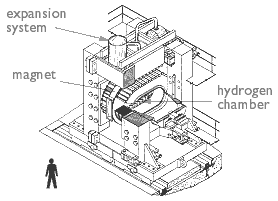 expansion
system
magnet
hydrogen
chamber